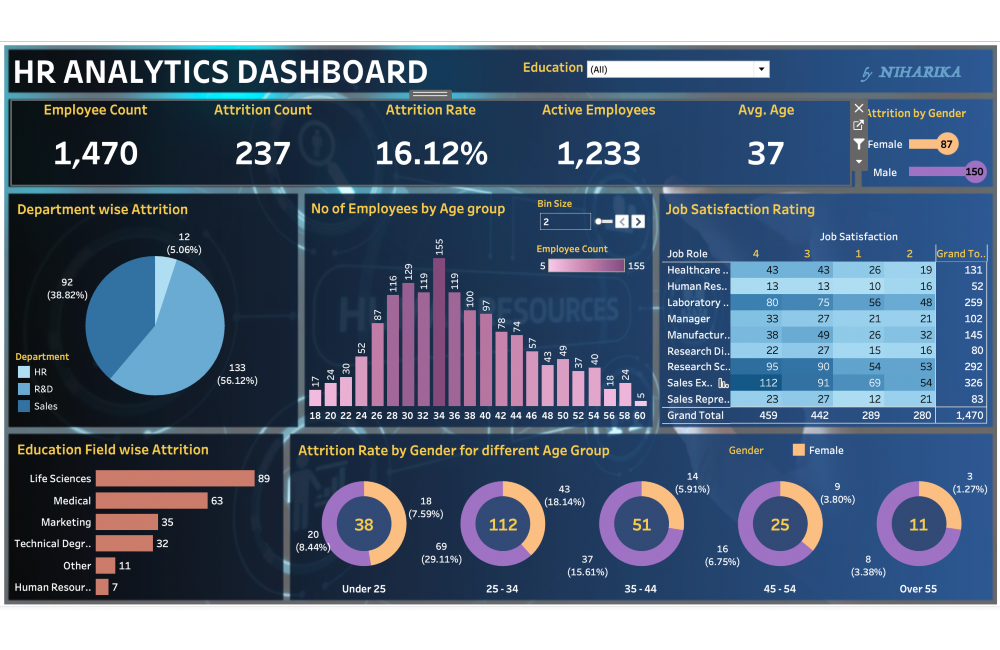 HR ANALYTICS DASHBOARD
Education (All)
by NIHARIKA
Employee Count Attrition Count Attrition Rate Active Employees Avg. Age
1,470 237 16.12% 1,233 37
Attrition by Gender
Female 87
Male 150
Department wise Attrition
12
(5.06%)
92
(38.82%)
133
(56.12%)
Department
HR
R&D
Sales
No of Employees by Age group
Bin Size
2
Employee Count
5 155
17 24 30 52 87 116 129 119 155 119 100 97 78 74 57 43 49 37 40 18 24 5
18 20 22 24 26 28 30 32 34 36 38 40 42 44 46 48 50 52 54 56 58 60
HUMAN RESOURCES
Job Satisfaction Rating
Job Satisfaction
Job Role 4 3 1 2 Grand To..
Healthcare .. 43 43 26 19 131
Human Res.. 13 13 10 16 52
Laboratory .. 80 75 56 48 259
Manager 33 27 21 21 102
Manufactur.. 38 49 26 32 145
Research Di.. 22 27 15 16 80
Research Sc.. 95 90 54 53 292
Sales Ex.. 112 91 69 54 326
Sales Repre.. 23 27 12 21 83
Grand Total 459 442 289 280 1,470
Education Field wise Attrition
Life Sciences 89
Medical 63
Marketing 35
Technical Degr.. 32
Other 11
Human Resour.. 7
Attrition Rate by Gender for different Age Group
Gender Female
38
18
(7.59%)
20
(8.44%)
Under 25
112
43
(18.14%)
69
(29.11%)
25 - 34
51
14
(5.91%)
37
(15.61%)
35 - 44
25
9
(3.80%)
16
(6.75%)
45 - 54
11
3
(1.27%)
8
(3.38%)
Over 55